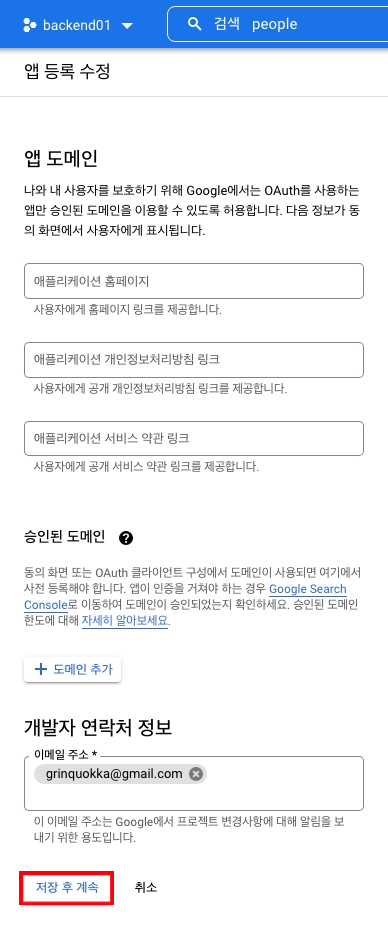 backend01
검색 people
앱 등록 수정
앱 도메인
나와 내 사용자를 보호하기 위해 Google에서는 OAuth를 사용하는
앱만 승인된 도메인을 이용할 수 있도록 허용합니다. 다음 정보가 동
의 화면에서 사용자에게 표시됩니다.
애플리케이션 홈페이지
사용자에게 홈페이지 링크를 제공합니다.
애플리케이션 개인정보처리방침 링크
사용자에게 공개 개인정보처리방침 링크를 제공합니다.
애플리케이션 서비스 약관 링크
사용자에게 공개 서비스 약관 링크를 제공합니다.
승인된 도메인 ?
동의 화면 또는 OAuth 클라이언트 구성에서 도메인이 사용되면 여기에서
사전 등록해야 합니다. 앱이 인증을 거쳐야 하는 경우 Google Search
Console로 이동하여 도메인이 승인되었는지 확인하세요. 승인된 도메인
한도에 대해 자세히 알아보세요.
+ 도메인 추가
개발자 연락처 정보
이메일 주소 *
grinquokka@gmail.com
이 이메일 주소는 Google에서 프로젝트 변경사항에 대해 알림을 보
내기 위한 용도입니다.
저장 후 계속 취소